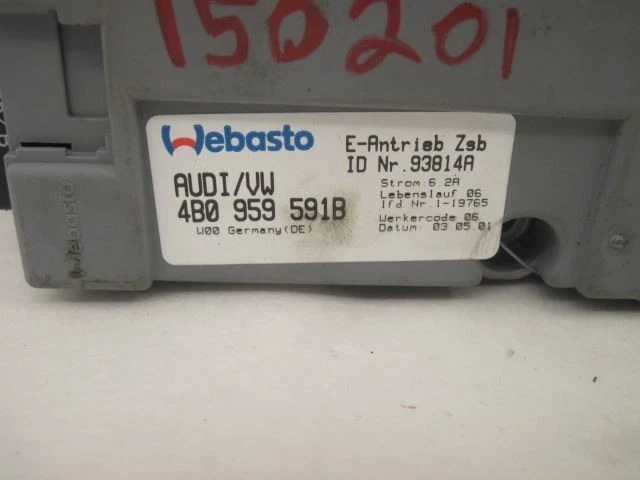 150201
Webasto
E-Antrieb Zsb
ID Nr.93814A
AUDI/VW
4B0 959 591B
W00 Germany(DE)
Strom:6.2A
Lebenslauf 06
lfd Nr 1-19765
Werkercode 06
Datum: 03 05.01
Webasto